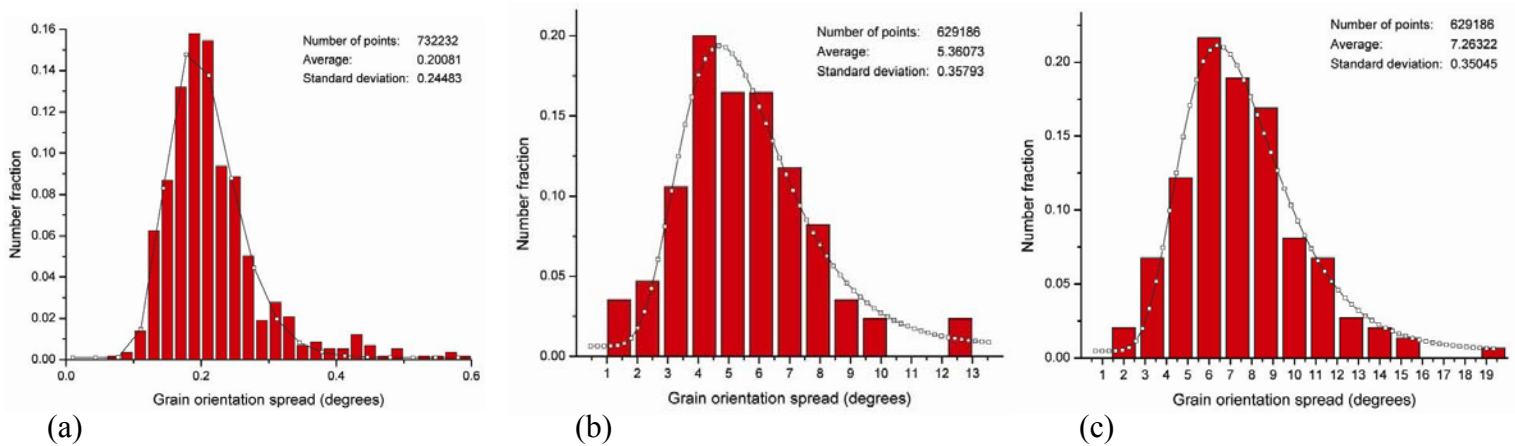 0.16
0.14
0.12
0.10
0.08
0.06
0.04
0.02
0.00
Number fraction
Number of points: 732232
Average: 0.20081
Standard deviation: 0.24483
0.0 0.2 0.4 0.6
Grain orientation spread (degrees)
(a)
0.20
0.15
0.10
0.05
0.00
Number fraction
Number of points: 629186
Average: 5.36073
Standard deviation: 0.35793
1 2 3 4 5 6 7 8 9 10 11 12 13
Grain orientation spread (degrees)
(b)
0.20
0.15
0.10
0.05
0.00
Number fraction
Number of points: 629186
Average: 7.26322
Standard deviation: 0.35045
1 2 3 4 5 6 7 8 9 10 11 12 13 14 15 16 17 18 19
Grain orientation spread (degrees)
(c)